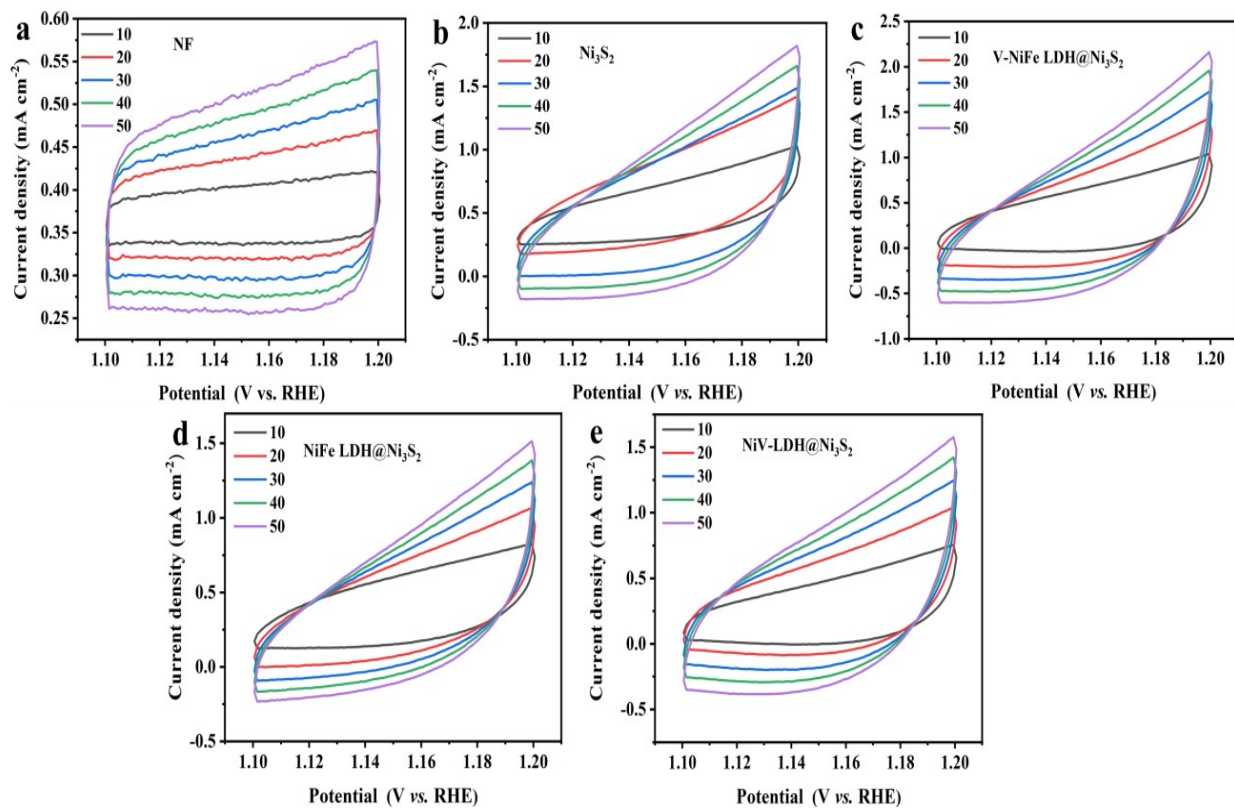 a
NF
10
20
30
40
50
0.60
0.55
0.50
0.45
0.40
0.35
0.30
0.25
Current density (mA cm⁻²)
1.10 1.12 1.14 1.16 1.18 1.20
Potential (V vs. RHE)
b
Ni₃S₂
10
20
30
40
50
2.0
1.5
1.0
0.5
0.0
-0.5
Current density (mA cm⁻²)
1.10 1.12 1.14 1.16 1.18 1.20
Potential (V vs. RHE)
c
V-NiFe LDH@Ni₃S₂
10
20
30
40
50
2.5
2.0
1.5
1.0
0.5
0.0
-0.5
-1.0
Current density (mA cm⁻²)
1.10 1.12 1.14 1.16 1.18 1.20
Potential (V vs. RHE)
d
NiFe LDH@Ni₃S₂
10
20
30
40
50
1.5
1.0
0.5
0.0
-0.5
Current density (mA cm⁻²)
1.10 1.12 1.14 1.16 1.18 1.20
Potential (V vs. RHE)
e
NiV-LDH@Ni₃S₂
10
20
30
40
50
1.5
1.0
0.5
0.0
-0.5
Current density (mA cm⁻²)
1.10 1.12 1.14 1.16 1.18 1.20
Potential (V vs. RHE)